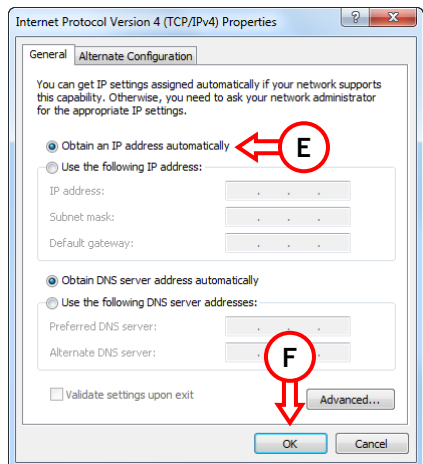 Internet Protocol Version 4 (TCP/IPv4) Properties
General Alternate Configuration
You can get IP settings assigned automatically if your network supports
this capability. Otherwise, you need to ask your network administrator
for the appropriate IP settings.
Obtain an IP address automatically E
Use the following IP address:
IP address:
Subnet mask:
Default gateway:
Obtain DNS server address automatically
Use the following DNS server addresses:
Preferred DNS server:
Alternate DNS server:
F
Validate settings upon exit
Advanced...
OK Cancel